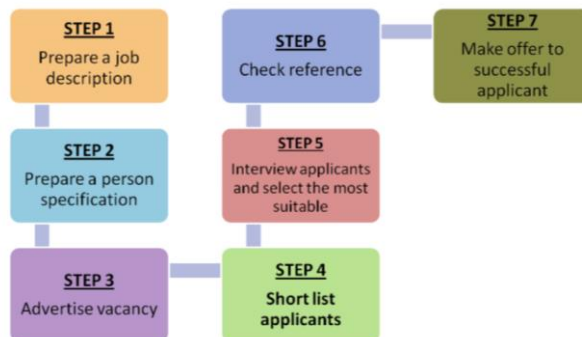 STEP 1
Prepare a job
description
STEP 2
Prepare a person
specification
STEP 3
Advertise vacancy
STEP 4
Short list
applicants
STEP 5
Interview applicants
and select the most
suitable
STEP 6
Check reference
STEP 7
Make offer to
successful
applicant